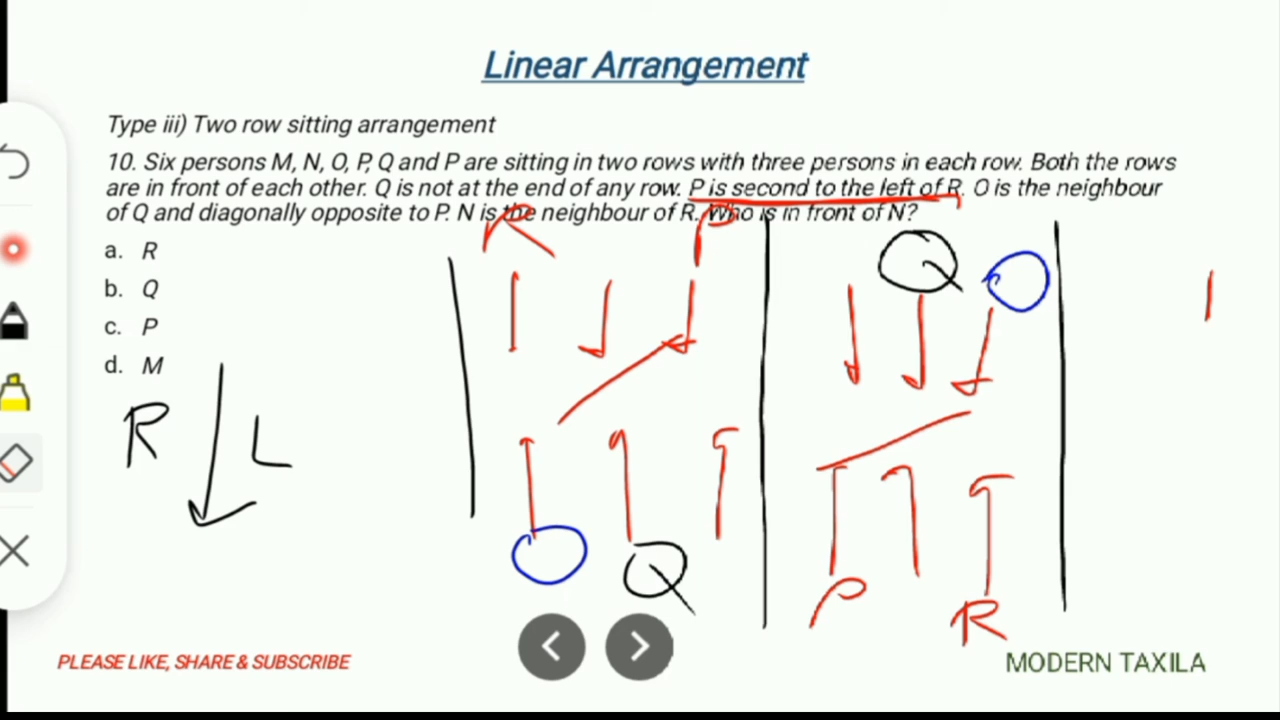 Linear Arrangement
Type iii) Two row sitting arrangement
10. Six persons M, N, O, P, Q and P are sitting in two rows with three persons in each row. Both the rows
are in front of each other. Q is not at the end of any row. P is second to the left of R. O is the neighbour
of Q and diagonally opposite to P. N is the neighbour of R. Who is in front of N?
a. R
b. Q
c. P
d. M
R P
Q O
R L
O Q
P R
PLEASE LIKE, SHARE & SUBSCRIBE
MODERN TAXILA